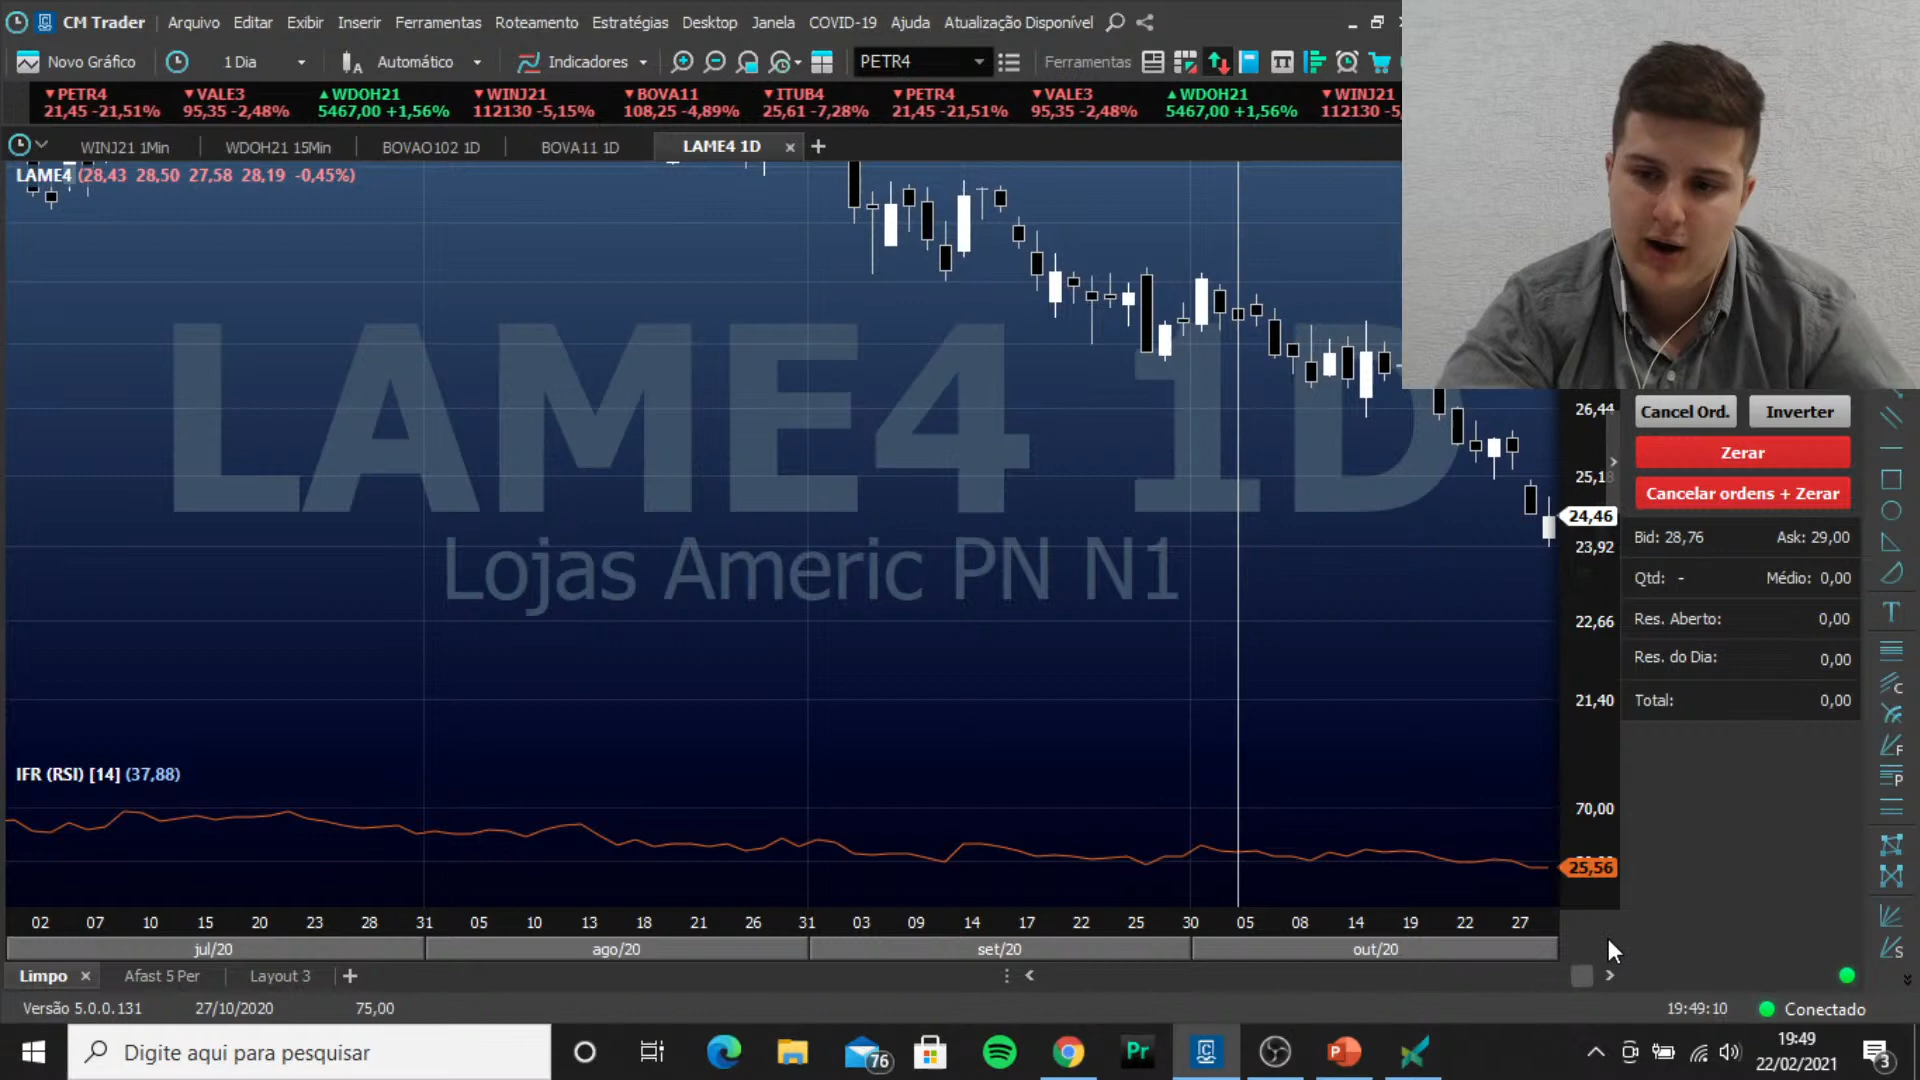 CM Trader Arquivo Editar Exibir Inserir Ferramentas Roteamento Estratégias Desktop Janela COVID-19 Ajuda Atualização Disponível
Novo Gráfico 1 Dia Automático Indicadores PETR4 Ferramentas
PETR4 VALE3 WDOH21 WINJ21 BOVA11 ITUB4 PETR4 VALE3 WDOH21 WINJ21
21,45 -21,51% 95,35 -2,48% 5467,00 +1,56% 112130 -5,15% 108,25 -4,89% 25,61 -7,28% 21,45 -21,51% 95,35 -2,48% 5467,00 +1,56% 112130 -5,
WINJ21 1Min WDOH21 15Min BOVAO102 1D BOVA11 1D LAME4 1D
LAME4 (28,43 28,50 27,58 28,19 -0,45%)
LAME4 1D
Lojas Americ PN N1
26,44
25,18
24,46
23,92
22,66
21,40
Cancel Ord. Inverter
Zerar
Cancelar ordens + Zerar
Bid: 28,76 Ask: 29,00
Qtd: - Médio: 0,00
Res. Aberto: 0,00
Res. do Dia: 0,00
Total: 0,00
IFR (RSI) [14] (37,88)
70,00
25,56
02 07 10 15 20 23 28 31 05 10 13 18 21 26 31 03 09 14 17 22 25 30 05 08 14 19 22 27
jul/20 ago/20 set/20 out/20
Limpo Afast 5 Per Layout 3
Versão 5.0.0.131 27/10/2020 75,00 19:49:10 Conectado
Digite aqui para pesquisar
76
Pr
19:49
22/02/2021
3